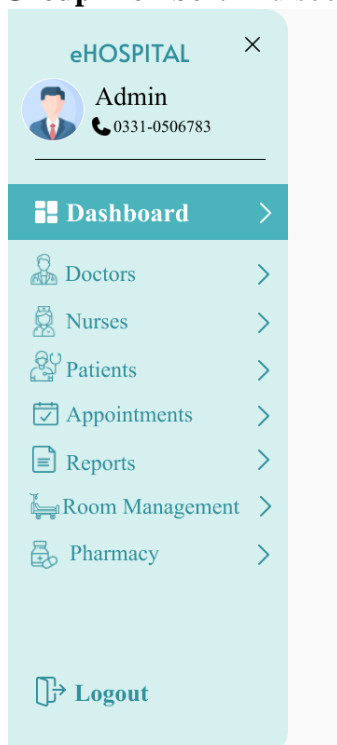 eHOSPITAL
Admin
0331-0506783
Dashboard
Doctors
Nurses
Patients
Appointments
Reports
Room Management
Pharmacy
Logout